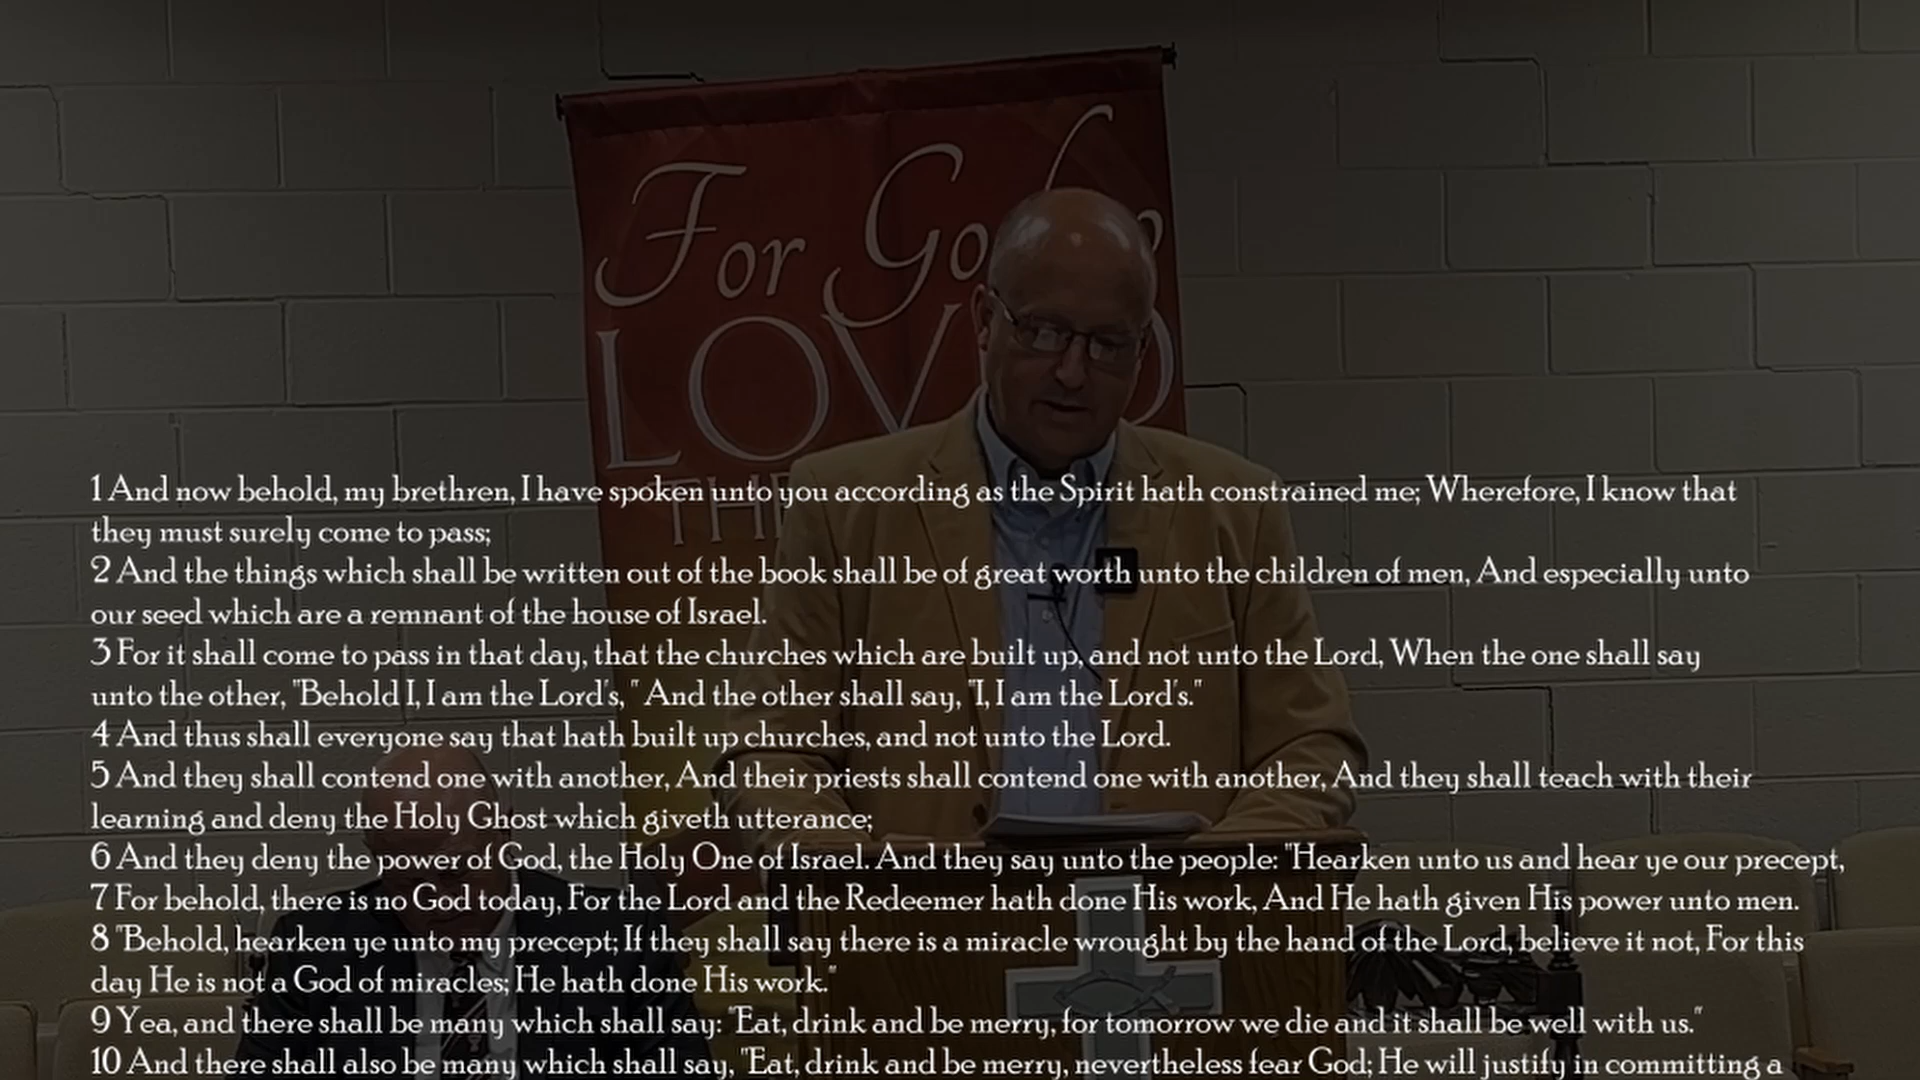 For God so
LOV D
THE
1 And now behold, my brethren, I have spoken unto you according as the Spirit hath constrained me; Wherefore, I know that
they must surely come to pass;
2 And the things which shall be written out of the book shall be of great worth unto the children of men, And especially unto
our seed which are a remnant of the house of Israel.
3 For it shall come to pass in that day, that the churches which are built up, and not unto the Lord, When the one shall say
unto the other, "Behold I, I am the Lord's, " And the other shall say, "I, I am the Lord's."
4 And thus shall everyone say that hath built up churches, and not unto the Lord.
5 And they shall contend one with another, And their priests shall contend one with another, And they shall teach with their
learning and deny the Holy Ghost which giveth utterance;
6 And they deny the power of God, the Holy One of Israel. And they say unto the people: "Hearken unto us and hear ye our precept,
7 For behold, there is no God today, For the Lord and the Redeemer hath done His work, And He hath given His power unto men.
8 "Behold, hearken ye unto my precept; If they shall say there is a miracle wrought by the hand of the Lord, believe it not, For this
day He is not a God of miracles; He hath done His work."
9 Yea, and there shall be many which shall say: "Eat, drink and be merry, for tomorrow we die and it shall be well with us."
10 And there shall also be many which shall say, "Eat, drink and be merry, nevertheless fear God; He will justify in committing a